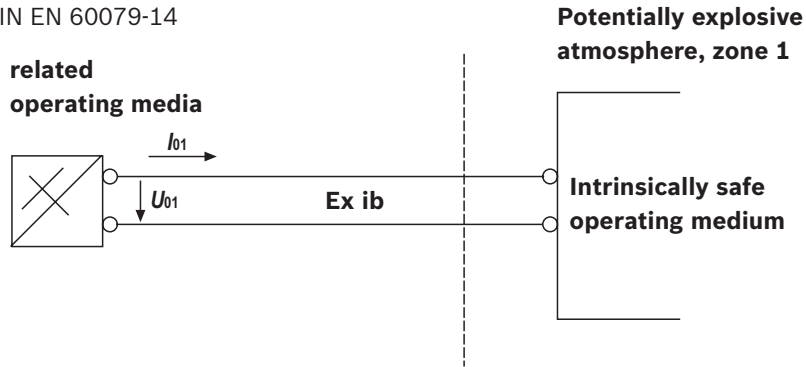 IN EN 60079-14
Potentially explosive
atmosphere, zone 1
related
operating media
I01
U01
Ex ib
Intrinsically safe
operating medium